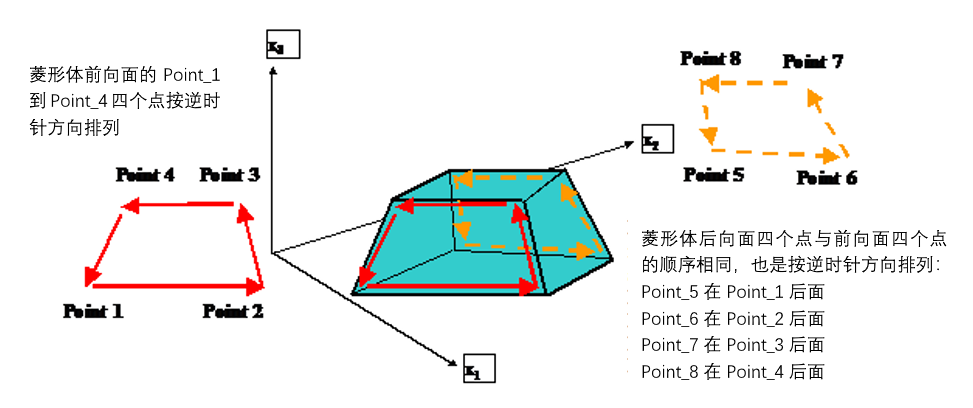 K3
菱形体前向面的 Point_1
到 Point_4 四个点按逆时
针方向排列
Point 8
Point 7
K2
Point 4
Point 3
Point 5
Point 6
菱形体后向面四个点与前向面四个点
的顺序相同，也是按逆时针方向排列：
Point_5 在 Point_1 后面
Point 1
Point 2
Point_6 在 Point_2 后面
Point_7 在 Point_3 后面
K1
Point_8 在 Point_4 后面